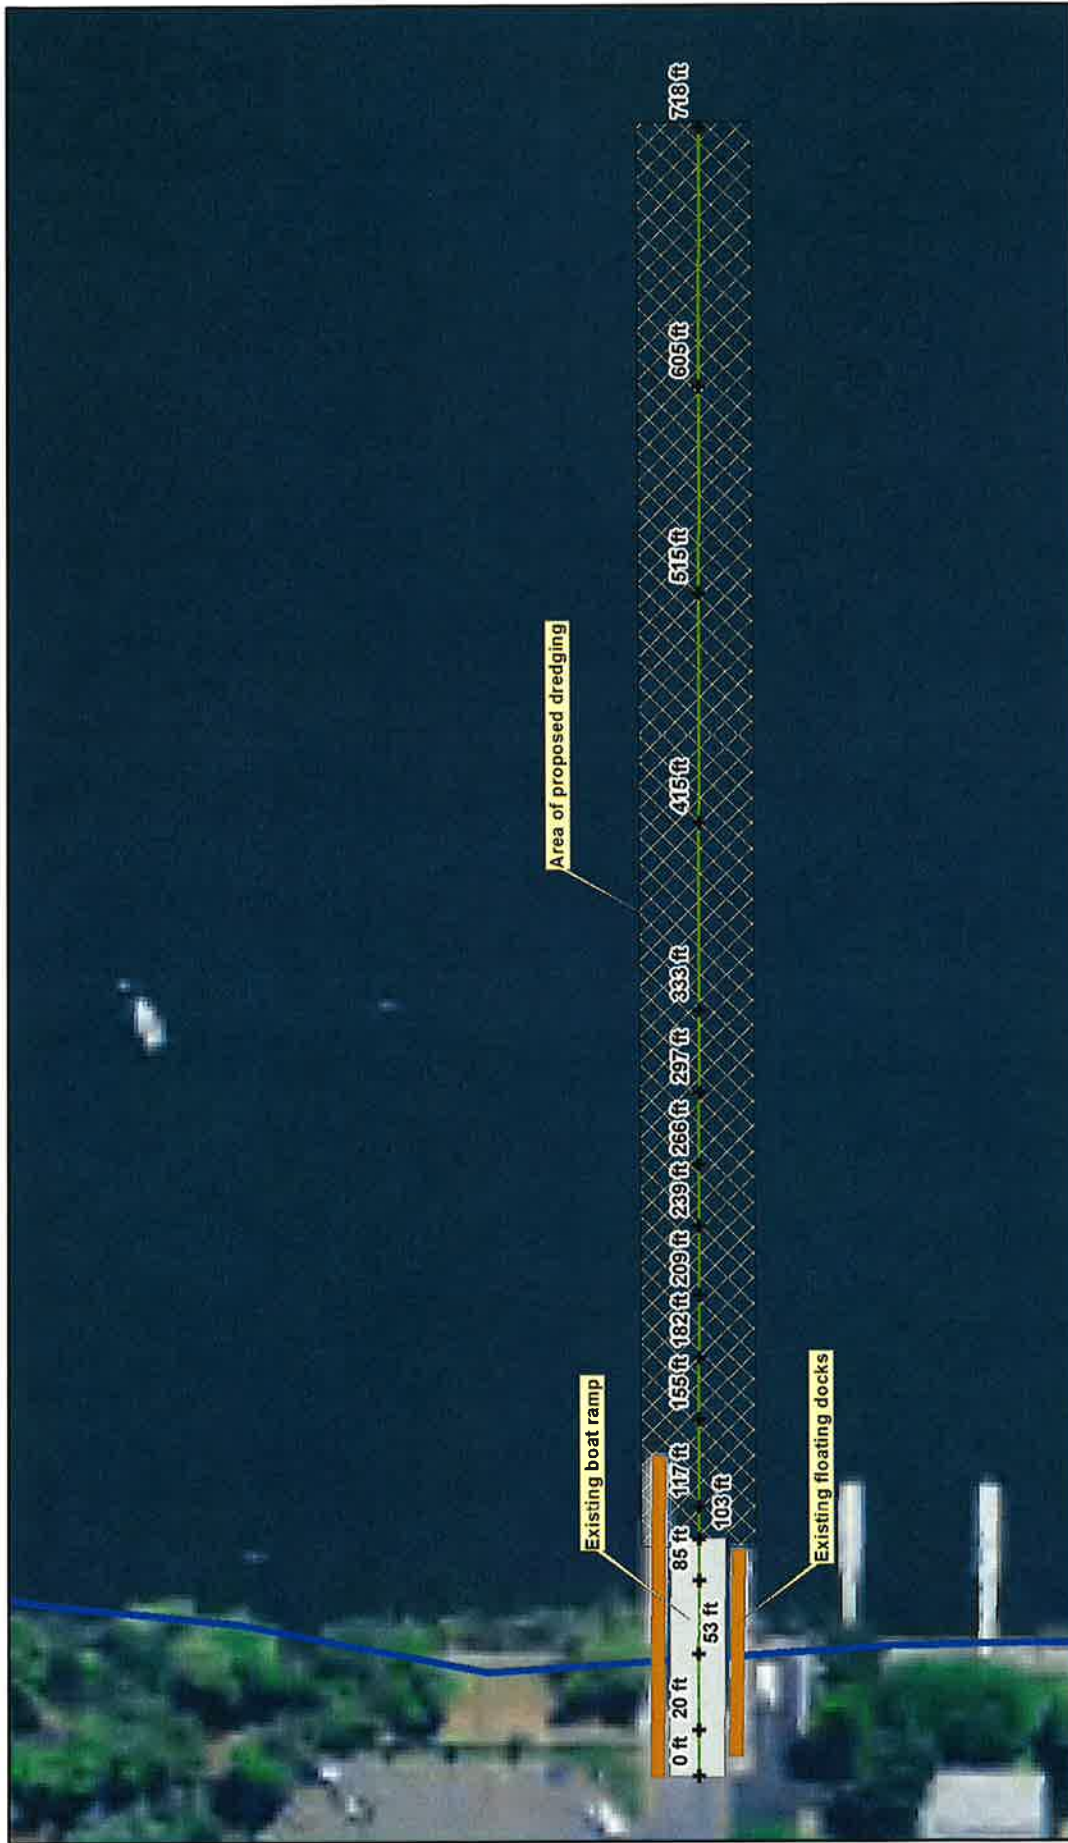 718 ft
605 ft
515 ft
Area of proposed dredging
415 ft
333 ft
297 ft
266 ft
239 ft
209 ft
182 ft
155 ft
Existing boat ramp
117 ft
103 ft
Existing floating docks
85 ft
53 ft
20 ft
0 ft